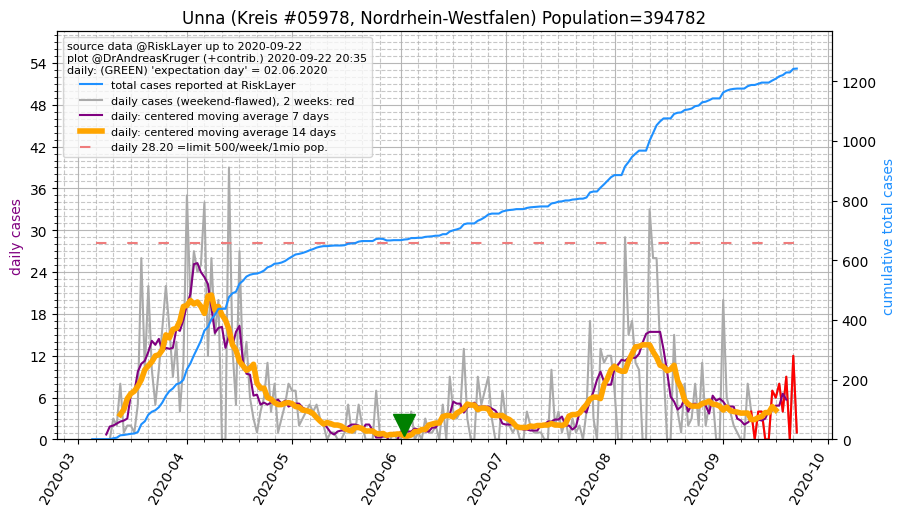 Unna (Kreis #05978, Nordrhein-Westfalen) Population=394782
source data @RiskLayer up to 2020-09-22
plot @DrAndreasKruger (+contrib.) 2020-09-22 20:35
daily: (GREEN) 'expectation day' = 02.06.2020
total cases reported at RiskLayer
daily cases (weekend-flawed), 2 weeks: red
daily: centered moving average 7 days
daily: centered moving average 14 days
daily 28.20 =limit 500/week/1mio pop.
daily cases
54
48
42
36
30
24
18
12
6
0
1200
1000
800
600
400
200
0
cumulative total cases
2020-03
2020-04
2020-05
2020-06
2020-07
2020-08
2020-09
2020-10